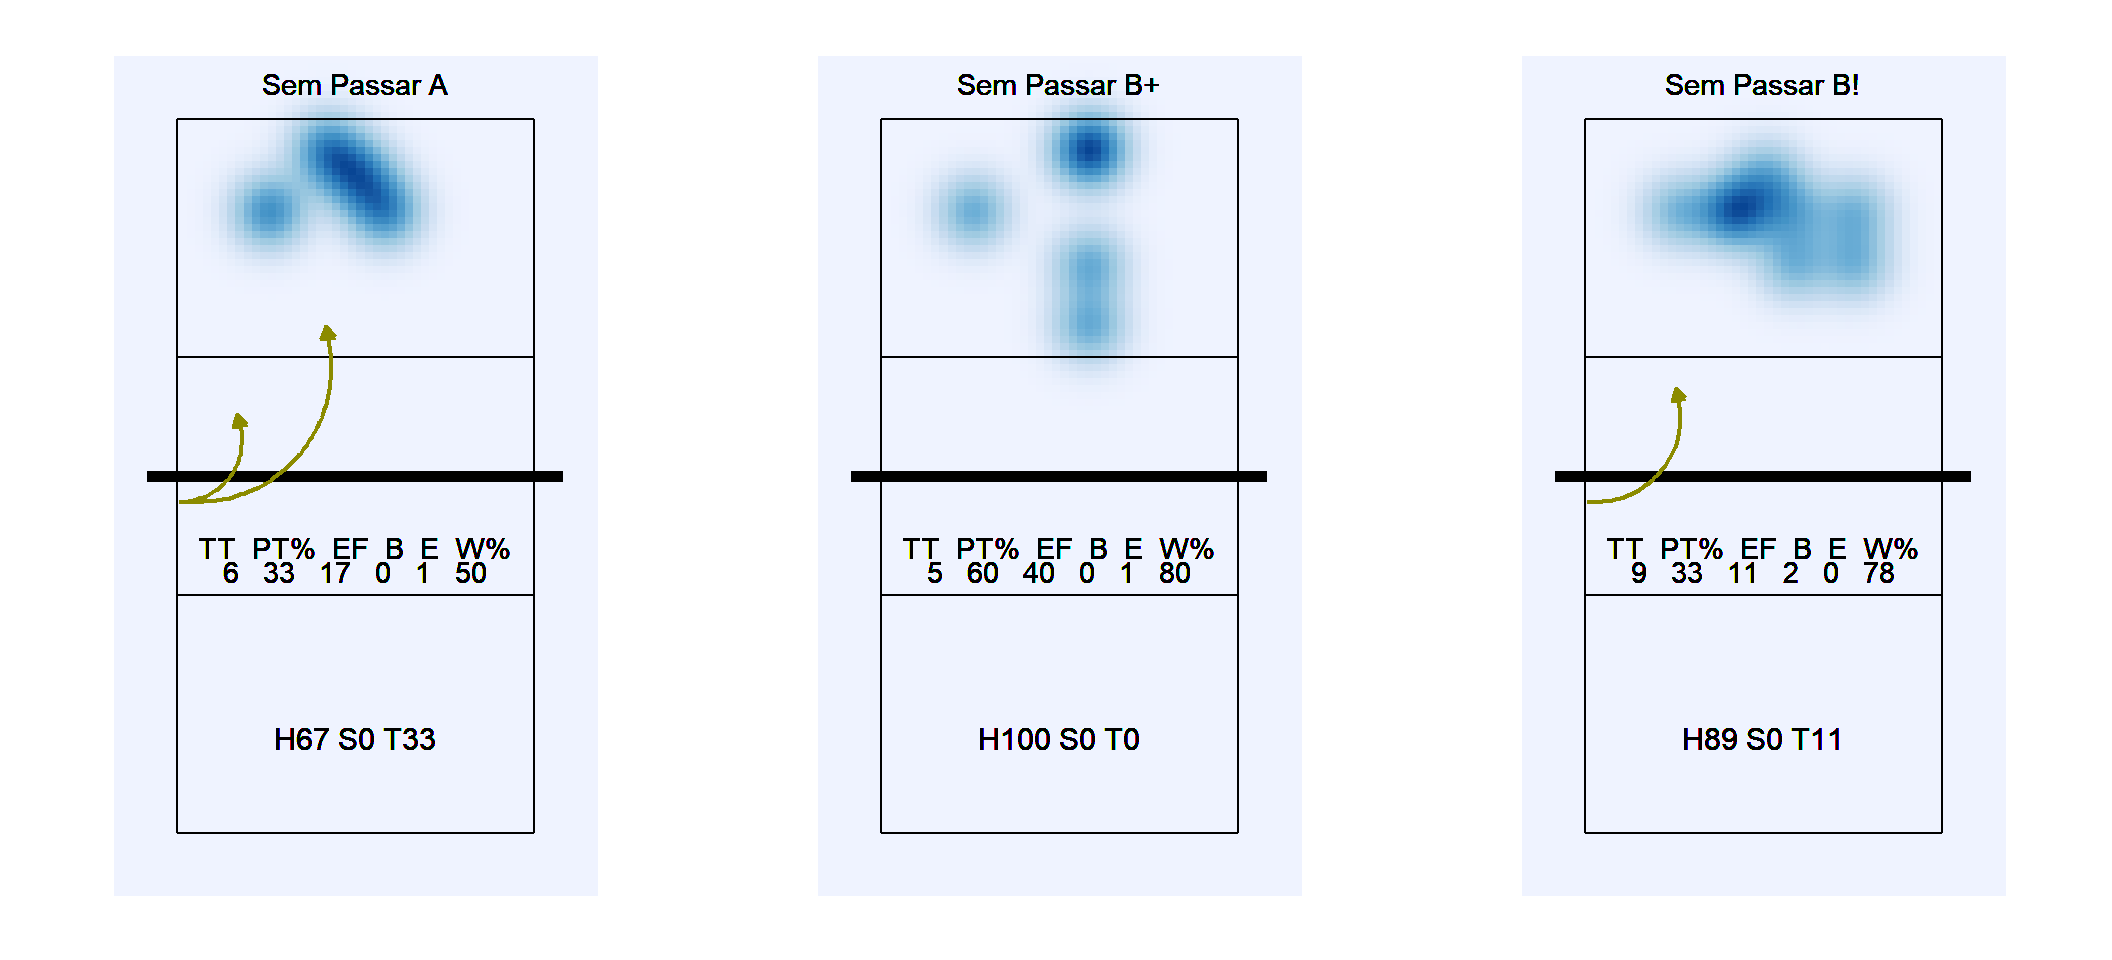 Sem Passar A
TT PT% EF B E W%
6 33 17 0 1 50
H67 S0 T33
Sem Passar B+
TT PT% EF B E W%
5 60 40 0 1 80
H100 S0 T0
Sem Passar B!
TT PT% EF B E W%
9 33 11 2 0 78
H89 S0 T11